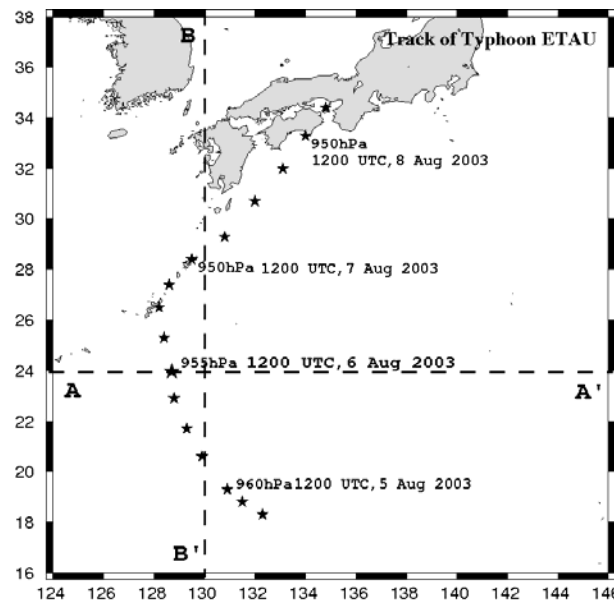 38
36
34
32
30
28
26
24
22
20
18
16
B
Track of Typhoon ETAU
950hPa
1200 UTC, 8 Aug 2003
950hPa 1200 UTC, 7 Aug 2003
955hPa 1200 UTC, 6 Aug 2003
A
A'
960hPa1200 UTC, 5 Aug 2003
B'
124 126 128 130 132 134 136 138 140 142 144 146